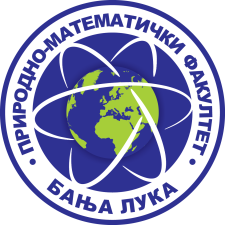 ПРИРОДНО-МАТЕМАТИЧКИ ФАКУЛТЕТ
БАЊА ЛУКА